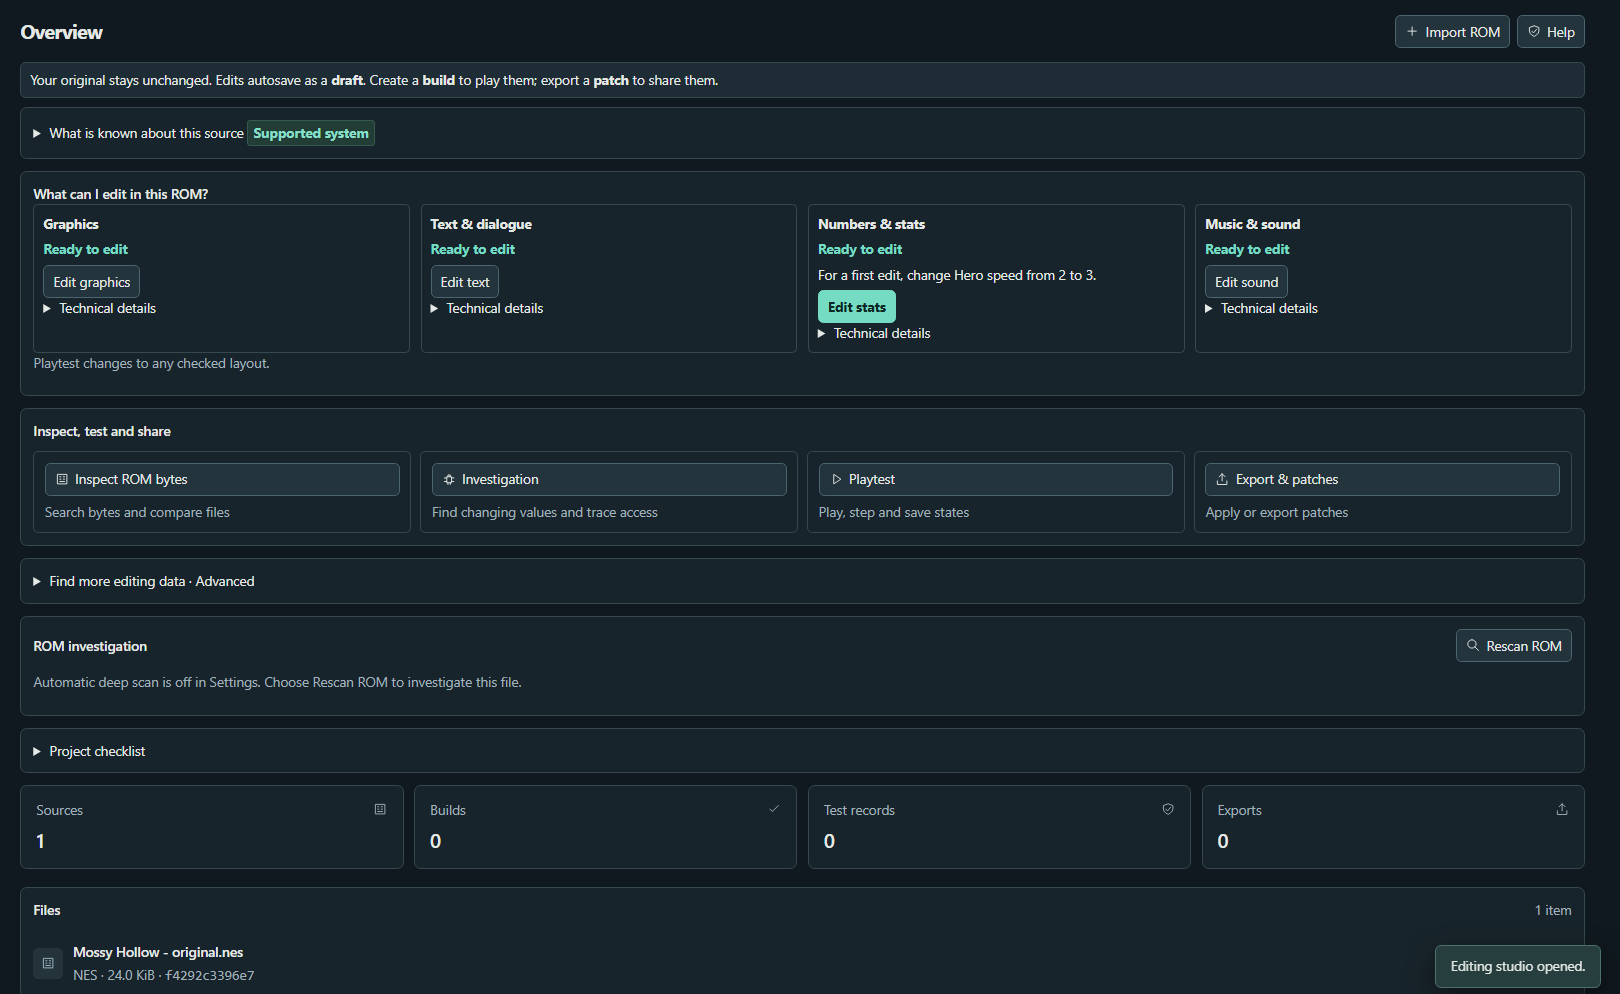 Overview
Import ROM
Help
Your original stays unchanged. Edits autosave as a draft. Create a build to play them; export a patch to share them.
What is known about this source Supported system
What can I edit in this ROM?
Graphics
Ready to edit
Edit graphics
Technical details
Text & dialogue
Ready to edit
Edit text
Technical details
Numbers & stats
Ready to edit
For a first edit, change Hero speed from 2 to 3.
Edit stats
Technical details
Music & sound
Ready to edit
Edit sound
Technical details
Playtest changes to any checked layout.
Inspect, test and share
Inspect ROM bytes
Search bytes and compare files
Investigation
Find changing values and trace access
Playtest
Play, step and save states
Export & patches
Apply or export patches
Find more editing data · Advanced
ROM investigation
Rescan ROM
Automatic deep scan is off in Settings. Choose Rescan ROM to investigate this file.
Project checklist
Sources
1
Builds
0
Test records
0
Exports
0
Files
1 item
Mossy Hollow - original.nes
NES · 24.0 KiB · f4292c3396e7
Editing studio opened.